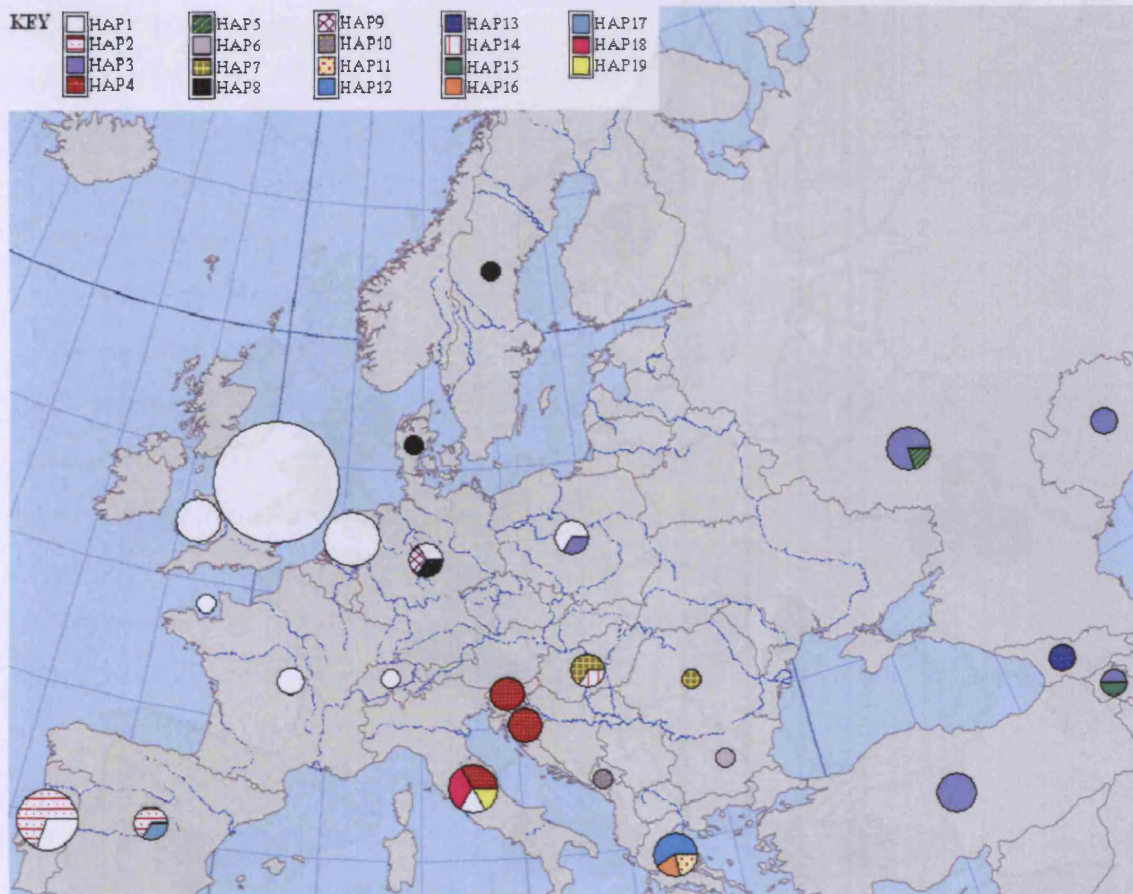 KEY HAP1 HAP5 HAP9 HAP13 HAP17
HAP2 HAP6 HAP10 HAP14 HAP18
HAP3 HAP7 HAP11 HAP15 HAP19
HAP4 HAP8 HAP12 HAP16